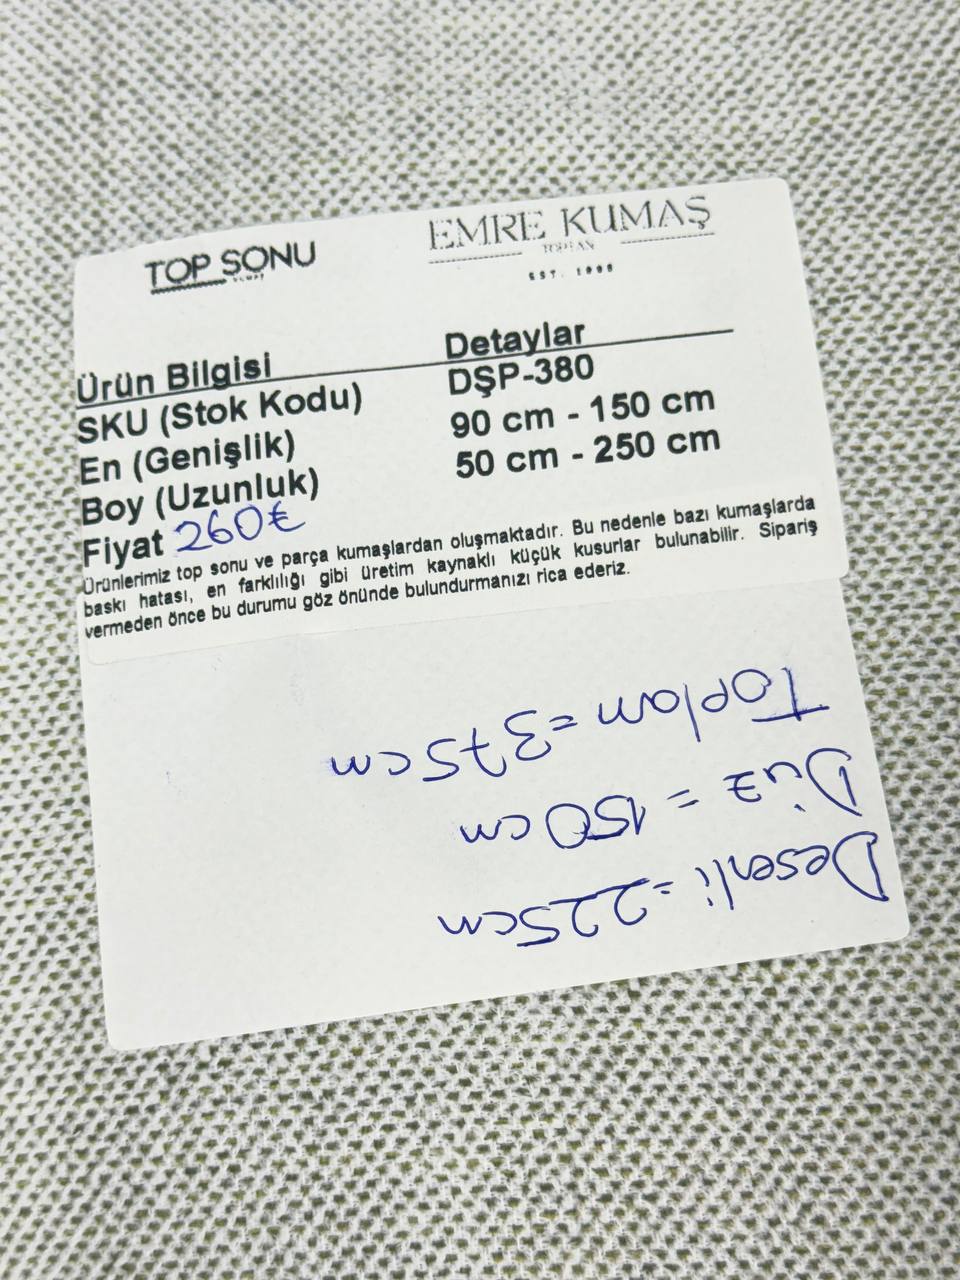 TOP SONU
EMRE KUMAŞ
TOPTAN
EST. 1998
Ürün Bilgisi Detaylar
SKU (Stok Kodu) DŞP-380
En (Genişlik) 90 cm - 150 cm
Boy (Uzunluk) 50 cm - 250 cm
Fiyat 260€
Ürünlerimiz top sonu ve parça kumaşlardan oluşmaktadır. Bu nedenle bazı kumaşlarda
baskı hatası, en farklılığı gibi üretim kaynaklı küçük kusurlar bulunabilir. Sipariş
vermeden önce bu durumu göz önünde bulundurmanızı rica ederiz.
Desenli = 225cm
Düz = 150cm
Toplam = 375cm